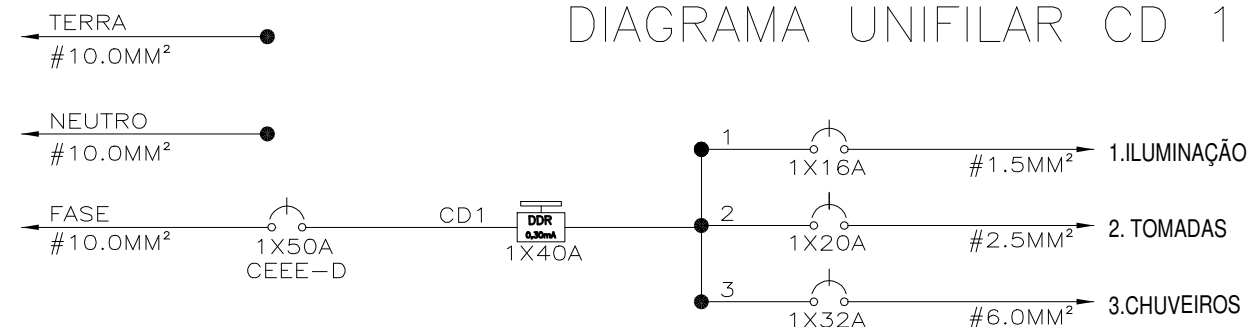 DIAGRAMA UNIFILAR CD 1
TERRA
#10.0MM²
NEUTRO
#10.0MM²
FASE
#10.0MM²
1X50A
CEEE-D
CD1
DDR
0,30mA
1X40A
1
1X16A
#1.5MM²
1.ILUMINAÇÃO
2
1X20A
#2.5MM²
2. TOMADAS
3
1X32A
#6.0MM²
3.CHUVEIROS